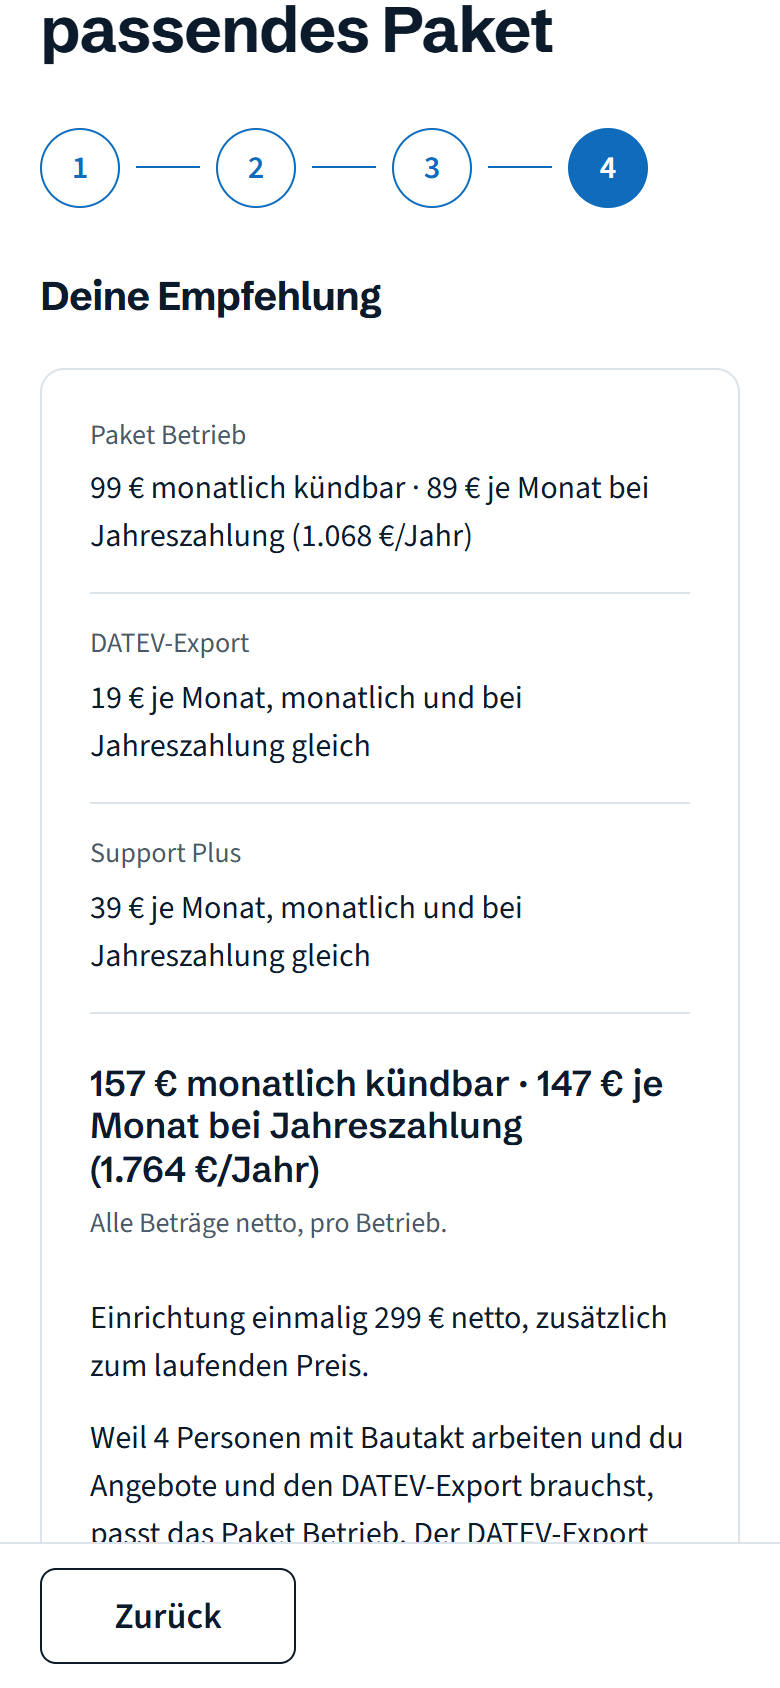 passendes Paket
1
2
3
4
Deine Empfehlung
Paket Betrieb
99 € monatlich kündbar · 89 € je Monat bei
Jahreszahlung (1.068 €/Jahr)
DATEV-Export
19 € je Monat, monatlich und bei
Jahreszahlung gleich
Support Plus
39 € je Monat, monatlich und bei
Jahreszahlung gleich
157 € monatlich kündbar · 147 € je
Monat bei Jahreszahlung
(1.764 €/Jahr)
Alle Beträge netto, pro Betrieb.
Einrichtung einmalig 299 € netto, zusätzlich
zum laufenden Preis.
Weil 4 Personen mit Bautakt arbeiten und du
Angebote und den DATEV-Export brauchst,
passt das Paket Betrieb. Der DATEV-Export
Zurück